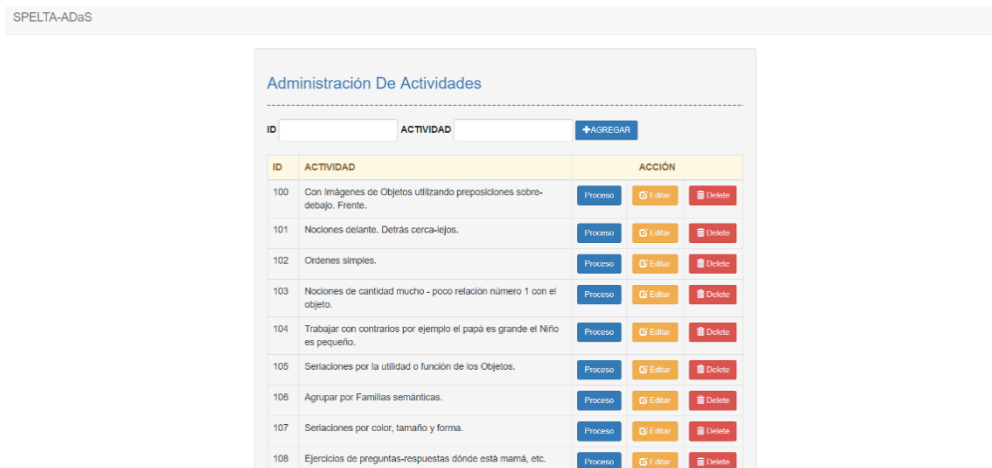 SPELTA-ADaS
Administración De Actividades
ID ACTIVIDAD +AGREGAR
ID ACTIVIDAD ACCIÓN
100 Con Imágenes de Objetos utilizando preposiciones sobre-
debajo. Frente.
Proceso Editar Delete
101 Nociones delante. Detrás cerca-lejos. Proceso Editar Delete
102 Ordenes simples. Proceso Editar Delete
103 Nociones de cantidad mucho - poco relación número 1 con el
objeto.
Proceso Editar Delete
104 Trabajar con contrarios por ejemplo el papá es grande el Niño
es pequeño.
Proceso Editar Delete
105 Seriaciones por la utilidad o función de los Objetos. Proceso Editar Delete
106 Agrupar por Familias semánticas. Proceso Editar Delete
107 Seriaciones por color, tamaño y forma. Proceso Editar Delete
108 Ejercicios de preguntas-respuestas dónde está mamá, etc. Proceso Editar Delete